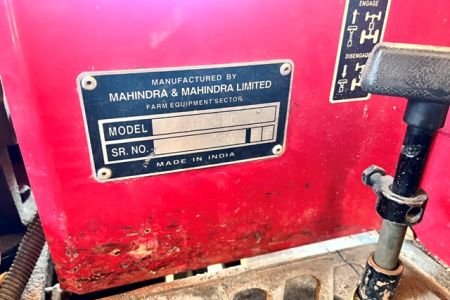 MANUFACTURED BY
MAHINDRA & MAHINDRA LIMITED
FARM EQUIPMENT SECTOR
MODEL
SR. NO.
MADE IN INDIA
ENGAGE
DISENGAGE